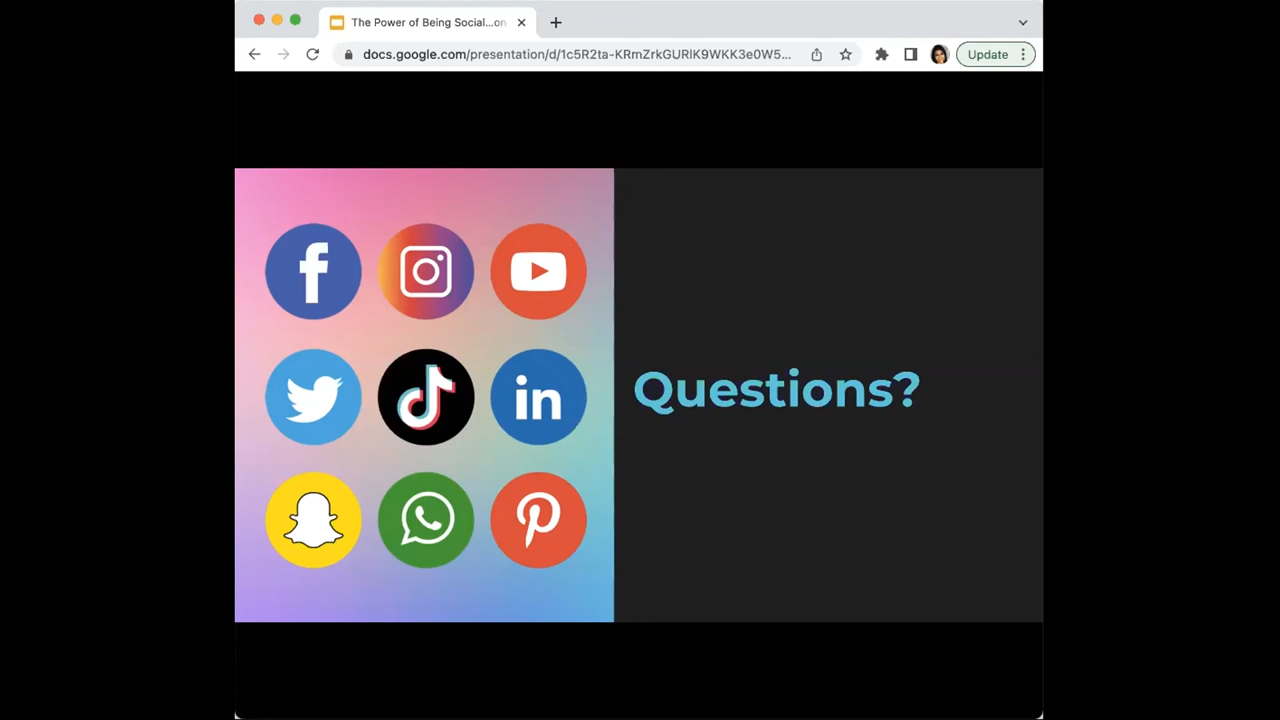 The Power of Being Social...on
docs.google.com/presentation/d/1c5R2ta-KRmZrkGURlK9WKK3e0W5...
Update
f
in
Questions?